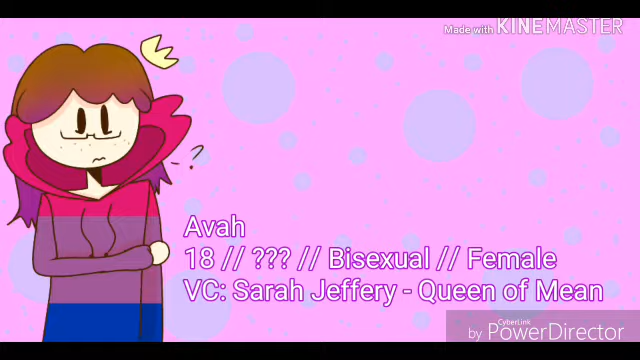 Made with KINEMASTER
?
Avah
18 // ??? // Bisexual // Female
VC: Sarah Jeffery - Queen of Mean
CyberLink
by PowerDirector